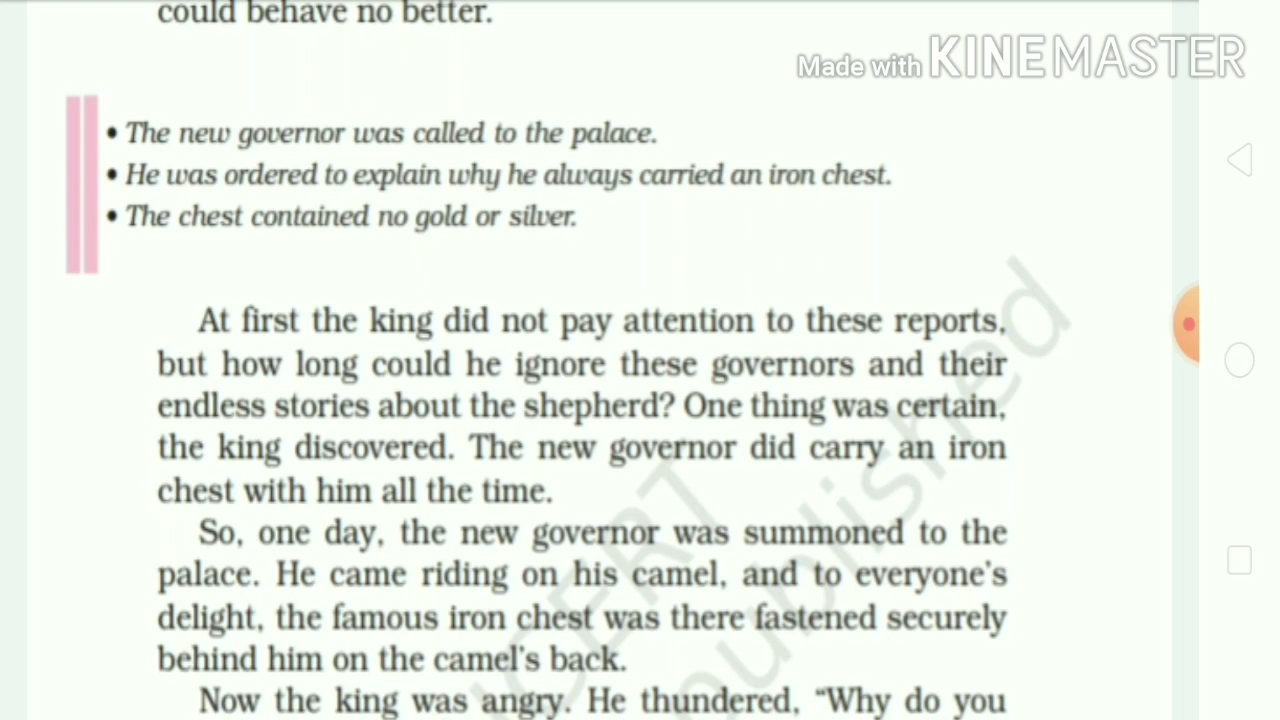 could behave no better.
Made with KINEMASTER
• The new governor was called to the palace.
• He was ordered to explain why he always carried an iron chest.
• The chest contained no gold or silver.
At first the king did not pay attention to these reports,
but how long could he ignore these governors and their
endless stories about the shepherd? One thing was certain,
the king discovered. The new governor did carry an iron
chest with him all the time.
So, one day, the new governor was summoned to the
palace. He came riding on his camel, and to everyone's
delight, the famous iron chest was there fastened securely
behind him on the camel's back.
Now the king was angry. He thundered, “Why do you
NCERT
published